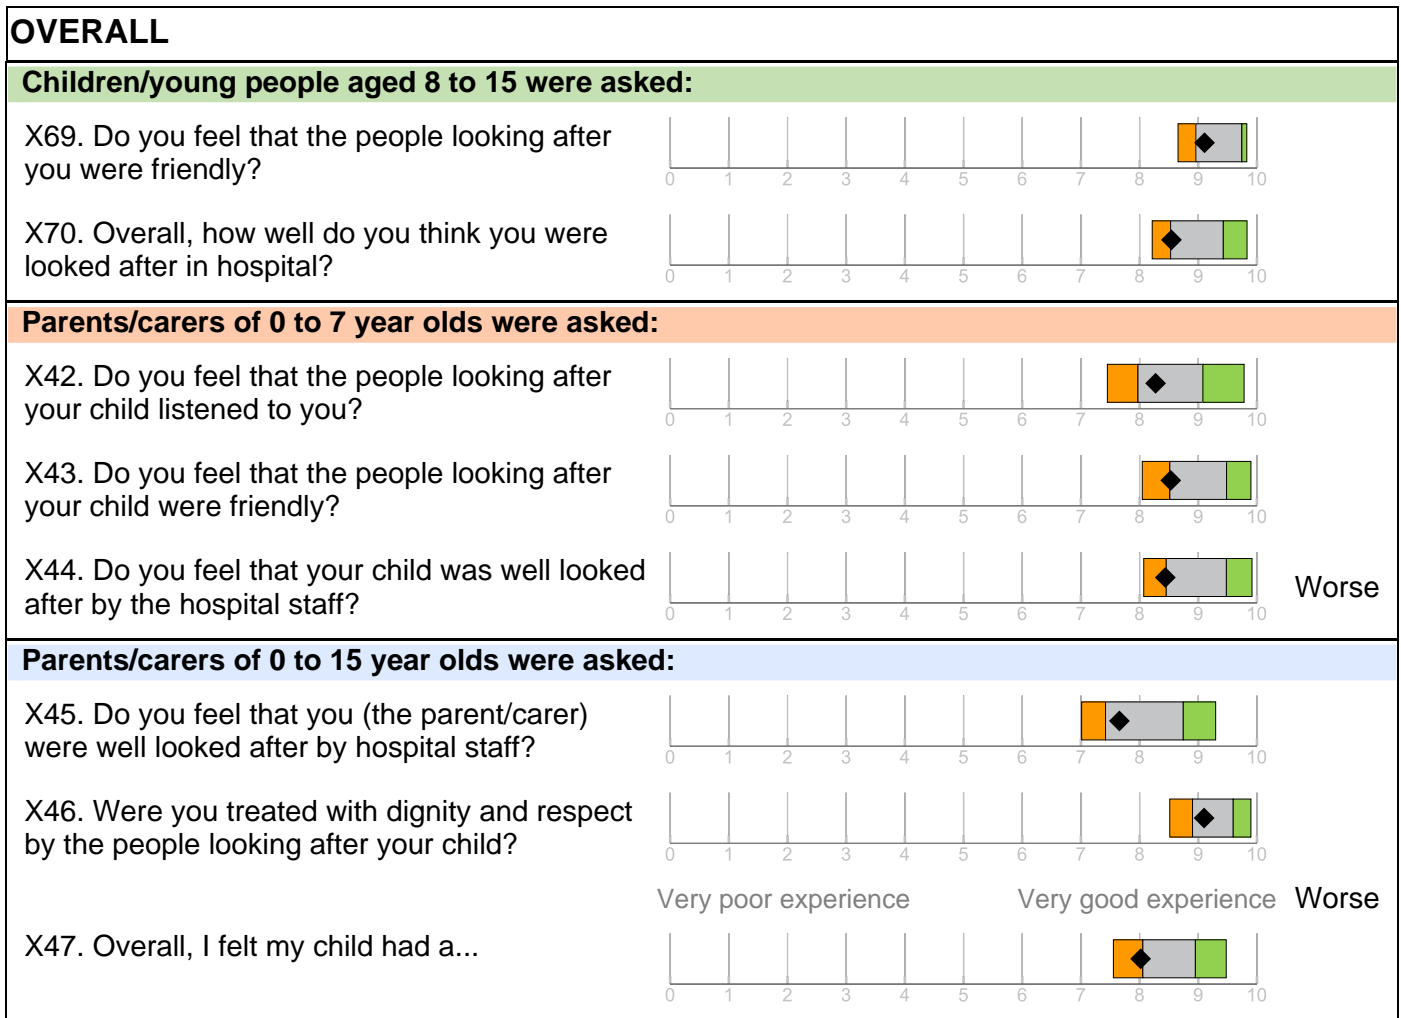 OVERALL
Children/young people aged 8 to 15 were asked:
X69. Do you feel that the people looking after
you were friendly?
0 1 2 3 4 5 6 7 8 9 10
X70. Overall, how well do you think you were
looked after in hospital?
0 1 2 3 4 5 6 7 8 9 10
Parents/carers of 0 to 7 year olds were asked:
X42. Do you feel that the people looking after
your child listened to you?
0 1 2 3 4 5 6 7 8 9 10
X43. Do you feel that the people looking after
your child were friendly?
0 1 2 3 4 5 6 7 8 9 10
X44. Do you feel that your child was well looked
after by the hospital staff?
Worse
0 1 2 3 4 5 6 7 8 9 10
Parents/carers of 0 to 15 year olds were asked:
X45. Do you feel that you (the parent/carer)
were well looked after by hospital staff?
0 1 2 3 4 5 6 7 8 9 10
X46. Were you treated with dignity and respect
by the people looking after your child?
0 1 2 3 4 5 6 7 8 9 10
Very poor experience Very good experience Worse
X47. Overall, I felt my child had a...
0 1 2 3 4 5 6 7 8 9 10